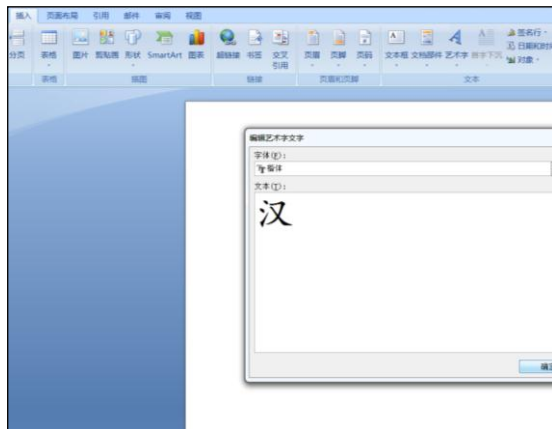 插入 页面布局 引用 邮件 审阅 视图
分页 表格 图片 剪贴画 形状 SmartArt 图表 超链接 书签 交叉引用 页眉 页脚 页码 文本框 文档部件 艺术字 首字下沉
签名行
日期和时
对象
表格 插图 链接 页眉和页脚 文本
编辑艺术字文字
字体(F):
楷体
文本(T):
汉
确定